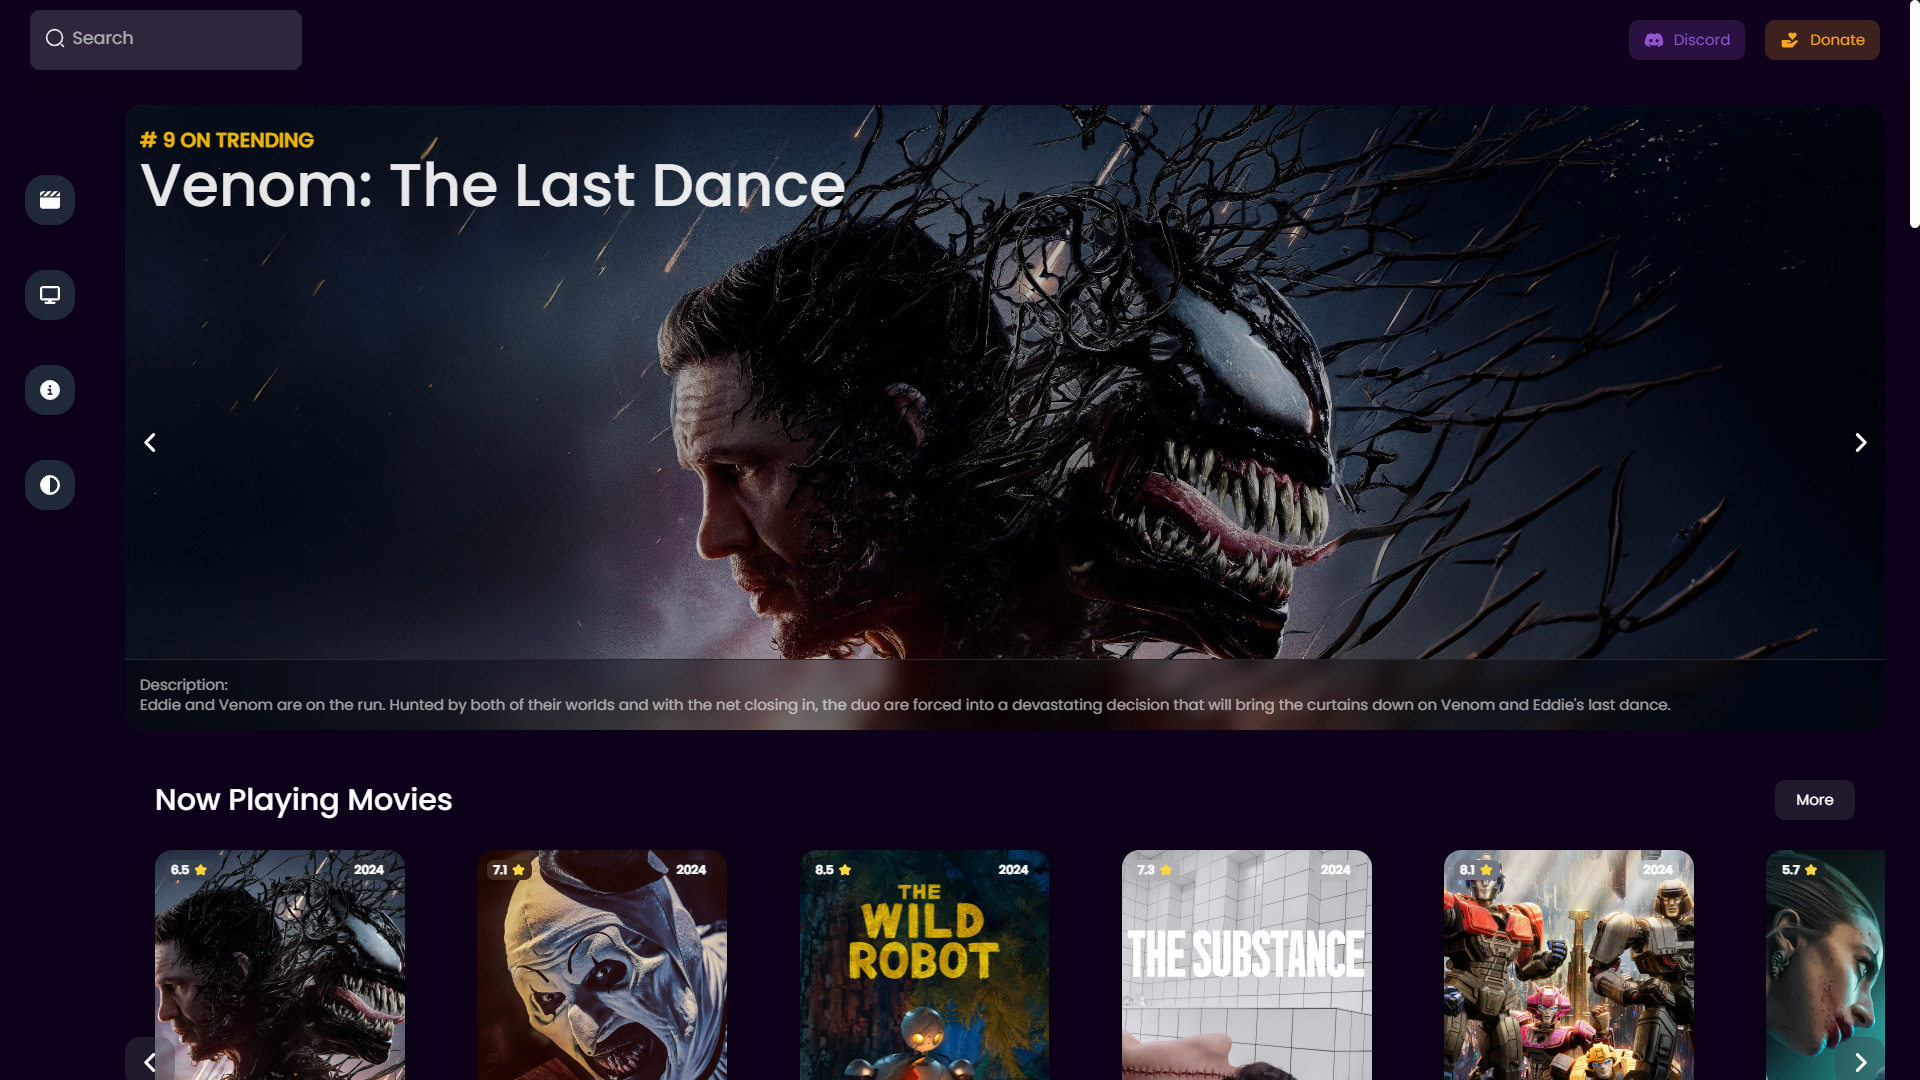 Search
Discord
Donate
# 9 ON TRENDING
Venom: The Last Dance
Description:
Eddie and Venom are on the run. Hunted by both of their worlds and with the net closing in, the duo are forced into a devastating decision that will bring the curtains down on Venom and Eddie's last dance.
Now Playing Movies
More
6.5
2024
7.1
2024
8.5
2024
THE
WILD
ROBOT
7.3
2024
THE SUBSTANCE
8.1
2024
5.7